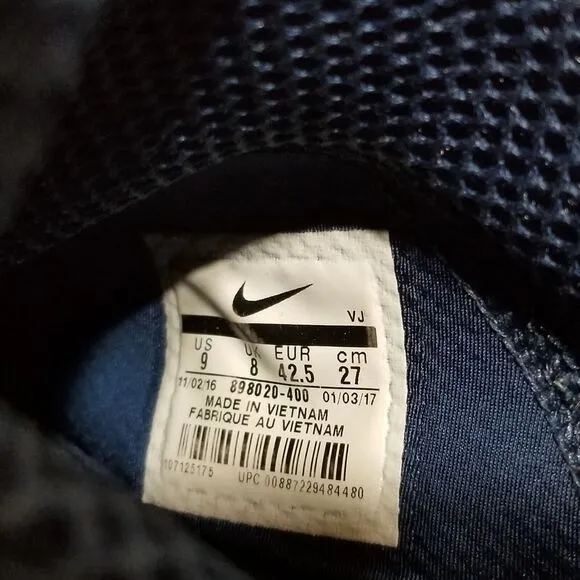 VJ
US UK EUR cm
9 8 42.5 27
11/02/16 898020-400 01/03/17
MADE IN VIETNAM
FABRIQUE AU VIETNAM
107125175
UPC 00887229484480